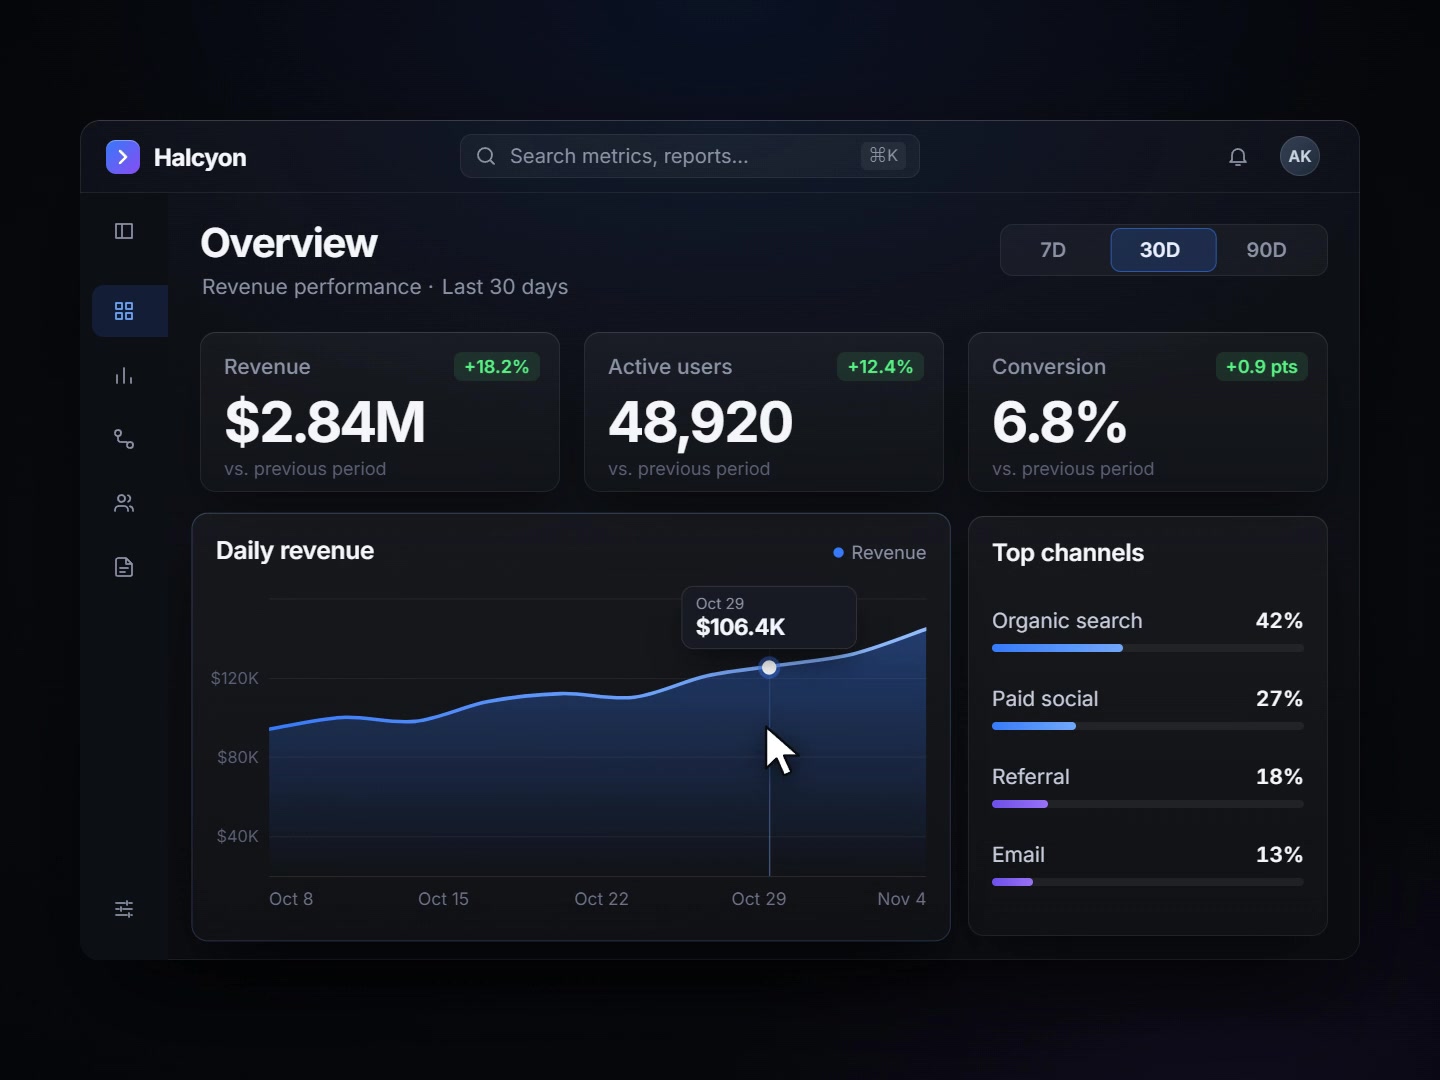 Halcyon
Search metrics, reports...
⌘K
AK
Overview
Revenue performance · Last 30 days
7D
30D
90D
Revenue
+18.2%
$2.84M
vs. previous period
Active users
+12.4%
48,920
vs. previous period
Conversion
+0.9 pts
6.8%
vs. previous period
Daily revenue
Revenue
Oct 29
$106.4K
$120K
$80K
$40K
Oct 8
Oct 15
Oct 22
Oct 29
Nov 4
Top channels
Organic search
42%
Paid social
27%
Referral
18%
Email
13%